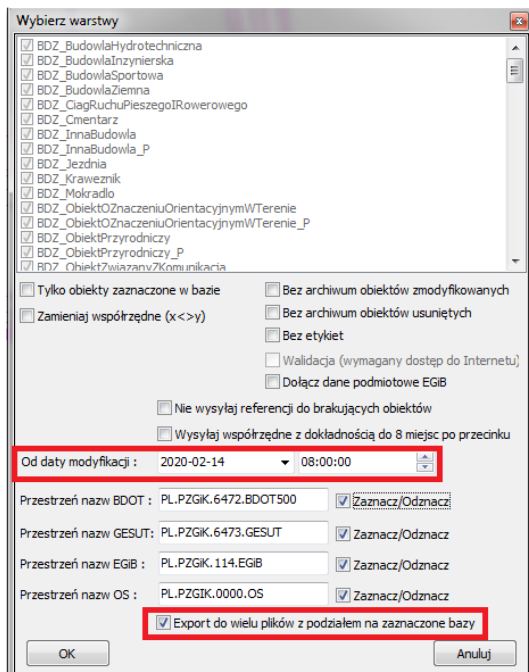 Wybierz warstwy
BDZ_BudowlaHydrotechniczna
BDZ_BudowlaInzynierska
BDZ_BudowlaSportowa
BDZ_BudowlaZiemna
BDZ_CiagRuchuPieszegoIRowerowego
BDZ_Cmentarz
BDZ_InnaBudowla
BDZ_InnaBudowla_P
BDZ_Jezdnia
BDZ_Kraweznik
BDZ_Mokradlo
BDZ_ObiektOZnaczeniuOrientacyjnymWTerenie
BDZ_ObiektOZnaczeniuOrientacyjnymWTerenie_P
BDZ_ObiektPrzyrodniczy
BDZ_ObiektPrzyrodniczy_P
BDZ_ObiektZwiazanyZKomunikacja
Tylko obiekty zaznaczone w bazie
Bez archiwum obiektów zmodyfikowanych
Zamieniaj współrzędne (x<>y)
Bez archiwum obiektów usuniętych
Bez etykiet
Walidacja (wymagany dostęp do Internetu)
Dołącz dane podmiotowe EGiB
Nie wysyłaj referencji do brakujących obiektów
Wysyłaj współrzędne z dokładnością do 8 miejsc po przecinku
Od daty modyfikacji : 2020-02-14 08:00:00
Przestrzeń nazw BDOT : PL.PZGiK.6472.BDOT500 Zaznacz/Odznacz
Przestrzeń nazw GESUT: PL.PZGiK.6473.GESUT Zaznacz/Odznacz
Przestrzeń nazw EGiB : PL.PZGiK.114.EGiB Zaznacz/Odznacz
Przestrzeń nazw OS : PL.PZGIK.0000.OS Zaznacz/Odznacz
Export do wielu plików z podziałem na zaznaczone bazy
OK Anuluj